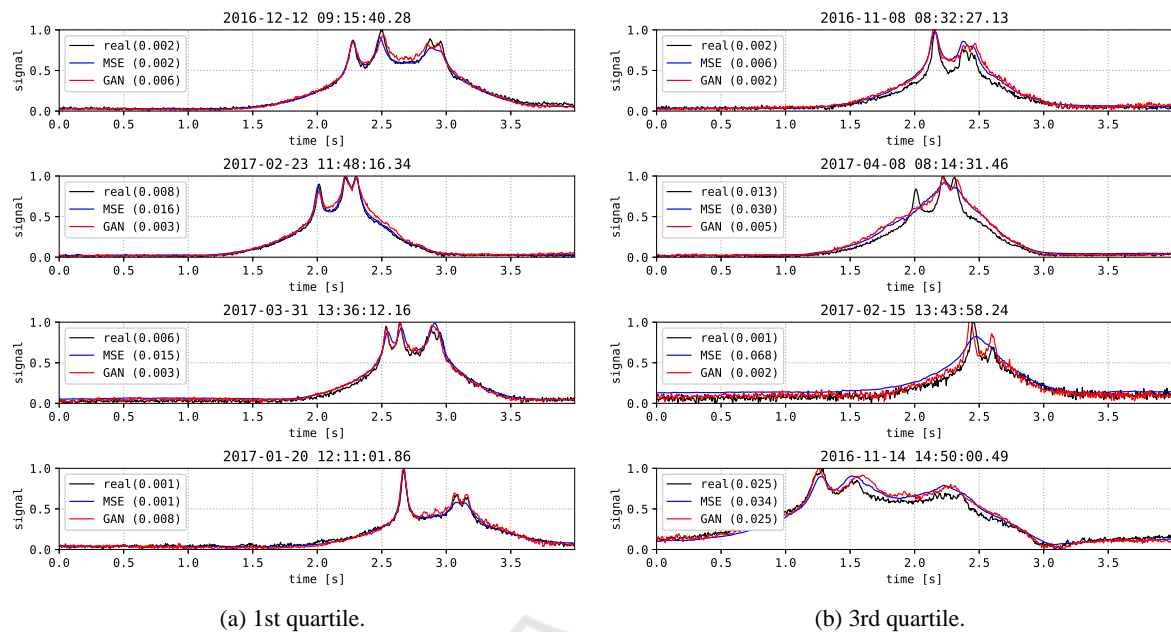 2016-12-12 09:15:40.28
signal
1.0
0.5
0.0
real(0.002)
MSE (0.002)
GAN (0.006)
0.0 0.5 1.0 1.5 2.0 2.5 3.0 3.5
time [s]
2017-02-23 11:48:16.34
signal
1.0
0.5
0.0
real(0.008)
MSE (0.016)
GAN (0.003)
0.0 0.5 1.0 1.5 2.0 2.5 3.0 3.5
time [s]
2017-03-31 13:36:12.16
signal
1.0
0.5
0.0
real(0.006)
MSE (0.015)
GAN (0.003)
0.0 0.5 1.0 1.5 2.0 2.5 3.0 3.5
time [s]
2017-01-20 12:11:01.86
signal
1.0
0.5
0.0
real(0.001)
MSE (0.001)
GAN (0.008)
0.0 0.5 1.0 1.5 2.0 2.5 3.0 3.5
time [s]
(a) 1st quartile.
2016-11-08 08:32:27.13
signal
1.0
0.5
0.0
real(0.002)
MSE (0.006)
GAN (0.002)
0.0 0.5 1.0 1.5 2.0 2.5 3.0 3.5
time [s]
2017-04-08 08:14:31.46
signal
1.0
0.5
0.0
real(0.013)
MSE (0.030)
GAN (0.005)
0.0 0.5 1.0 1.5 2.0 2.5 3.0 3.5
time [s]
2017-02-15 13:43:58.24
signal
1.0
0.5
0.0
real(0.001)
MSE (0.068)
GAN (0.002)
0.0 0.5 1.0 1.5 2.0 2.5 3.0 3.5
time [s]
2016-11-14 14:50:00.49
signal
1.0
0.5
0.0
real(0.025)
MSE (0.034)
GAN (0.025)
0.0 0.5 1.0 1.5 2.0 2.5 3.0 3.5
time [s]
(b) 3rd quartile.